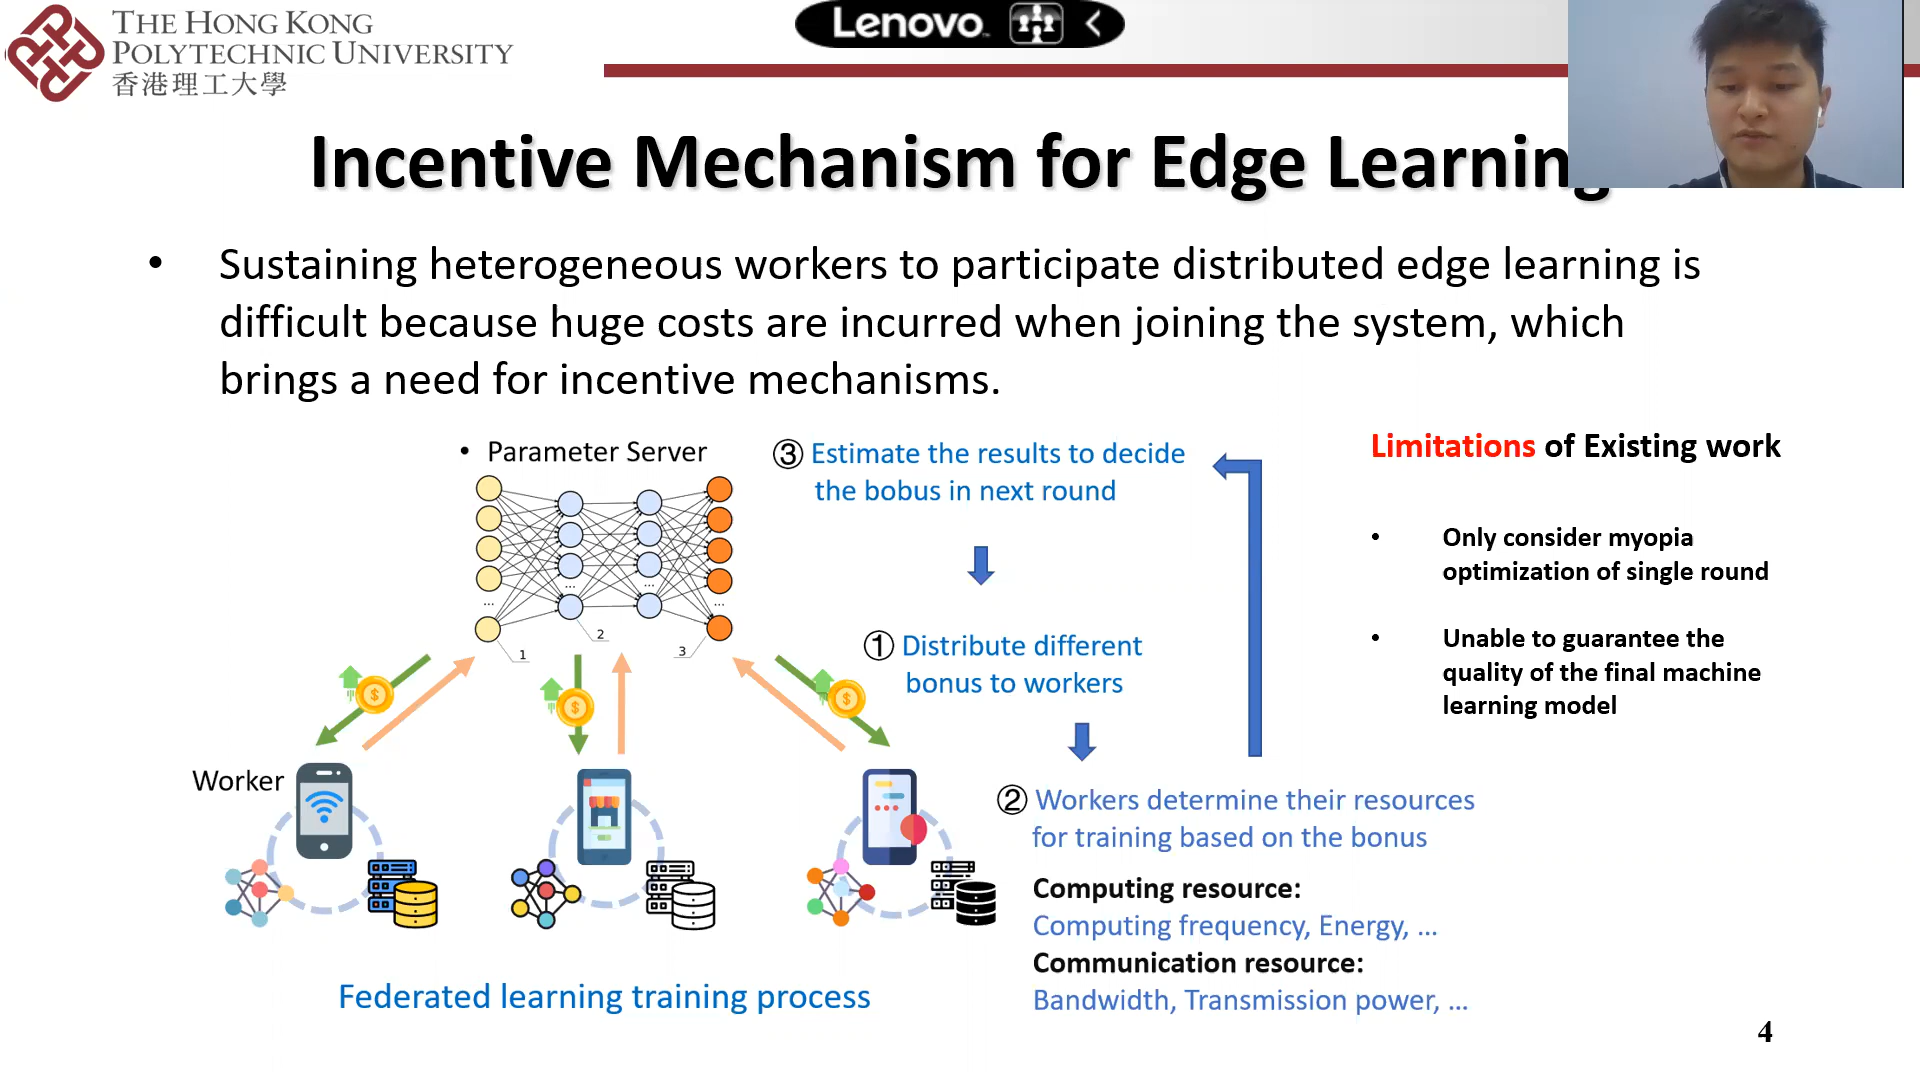 THE HONG KONG
POLYTECHNIC UNIVERSITY
香港理工大學
Lenovo
Incentive Mechanism for Edge Learning
• Sustaining heterogeneous workers to participate distributed edge learning is
difficult because huge costs are incurred when joining the system, which
brings a need for incentive mechanisms.
• Parameter Server
1
2
3
Worker
Federated learning training process
③ Estimate the results to decide
the bobus in next round
① Distribute different
bonus to workers
② Workers determine their resources
for training based on the bonus
Computing resource:
Computing frequency, Energy, ...
Communication resource:
Bandwidth, Transmission power, ...
Limitations of Existing work
• Only consider myopia
optimization of single round
• Unable to guarantee the
quality of the final machine
learning model
4